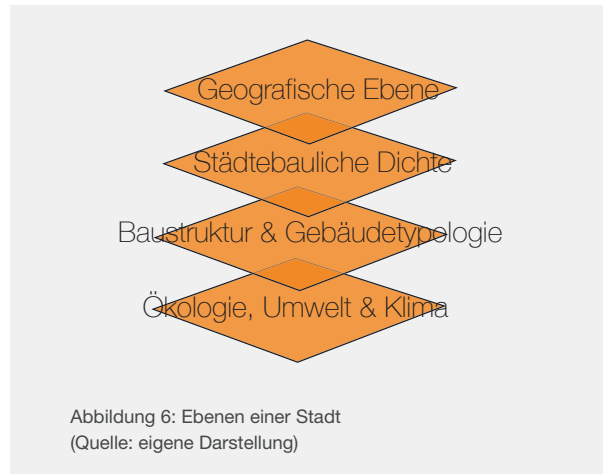 Geografische Ebene
Städtebauliche Dichte
Baustruktur & Gebäudetypologie
Ökologie, Umwelt & Klima
Abbildung 6: Ebenen einer Stadt
(Quelle: eigene Darstellung)